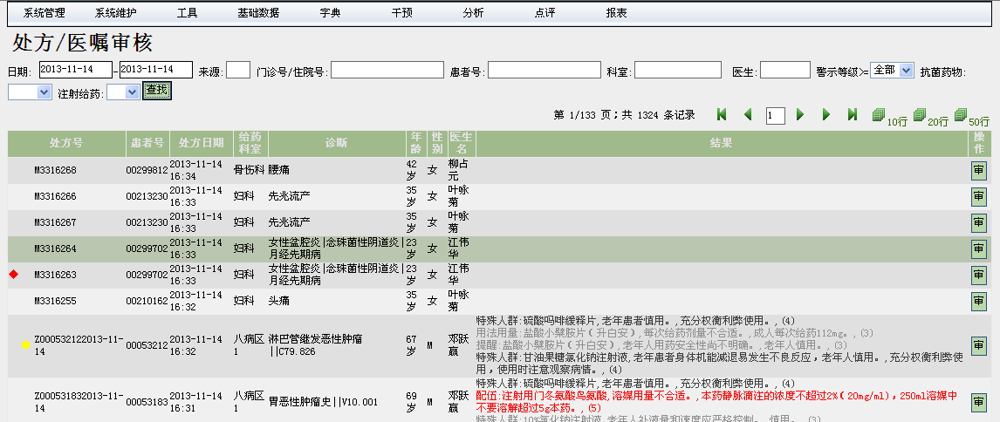 系统管理 系统维护 工具 基础数据 字典 干预 分析 点评 报表
处方/医嘱审核
日期: 2013-11-14-2013-11-14 来源: 门诊号/住院号: 患者号: 科室: 医生: 警示等级>= 全部 抗菌药物:
注射给药: 查找
第 1/133 页；共 1324 条记录 1 10行 20行 50行
处方号 患者号 处方日期 给药科室 诊断 年龄 性别 医生名 结果 操作
M3316268 00299812 2013-11-14 16:34 骨伤科 腰痛 42岁 女 柳占元 审
M3316266 00213230 2013-11-14 16:33 妇科 先兆流产 35岁 女 叶咏菊 审
M3316267 00213230 2013-11-14 16:33 妇科 先兆流产 35岁 女 叶咏菊 审
M3316264 00299702 2013-11-14 16:33 妇科 女性盆腔炎|念珠菌性阴道炎|月经先期病 23岁 女 江伟华 审
M3316263 00299702 2013-11-14 16:33 妇科 女性盆腔炎|念珠菌性阴道炎|月经先期病 23岁 女 江伟华 审
M3316255 00210162 2013-11-14 16:32 妇科 头痛 35岁 女 叶咏菊 审
Z000532122013-11-14 00053212 2013-11-14 16:32 八病区1 淋巴管继发恶性肿瘤||C79.826 67岁 M 邓跃赢 审
特殊人群:硫酸吗啡缓释片,老年患者慎用。,充分权衡利弊使用。,(4)
用法用量:盐酸小檗胺片(升白安),每次给药剂量不合适。,成人每次给药112mg。,(3)
提醒:盐酸小檗胺片(升白安),老年人用药安全性尚不明确。,老年人慎用。,(3)
特殊人群:甘油果糖氯化钠注射液,老年患者身体机能减退易发生不良反应，老年人慎用。,充分权衡利弊使
用，使用时注意观察病情。,(4)
Z000531832013-11-14 00053183 2013-11-14 16:31 八病区1 胃恶性肿瘤史||V10.001 69岁 M 邓跃赢 审
特殊人群:硫酸吗啡缓释片,老年患者慎用。,充分权衡利弊使用。,(4)
配伍:注射用门冬氨酸鸟氨酸,溶媒用量不合适。,本药静脉滴注的浓度不超过2%(20mg/ml)，250ml溶媒中
不要溶解超过5g本药。,(5)
特殊人群:10%氯化钠注射液,老年人补液量和速度应严格控制。,慎用。,(3)